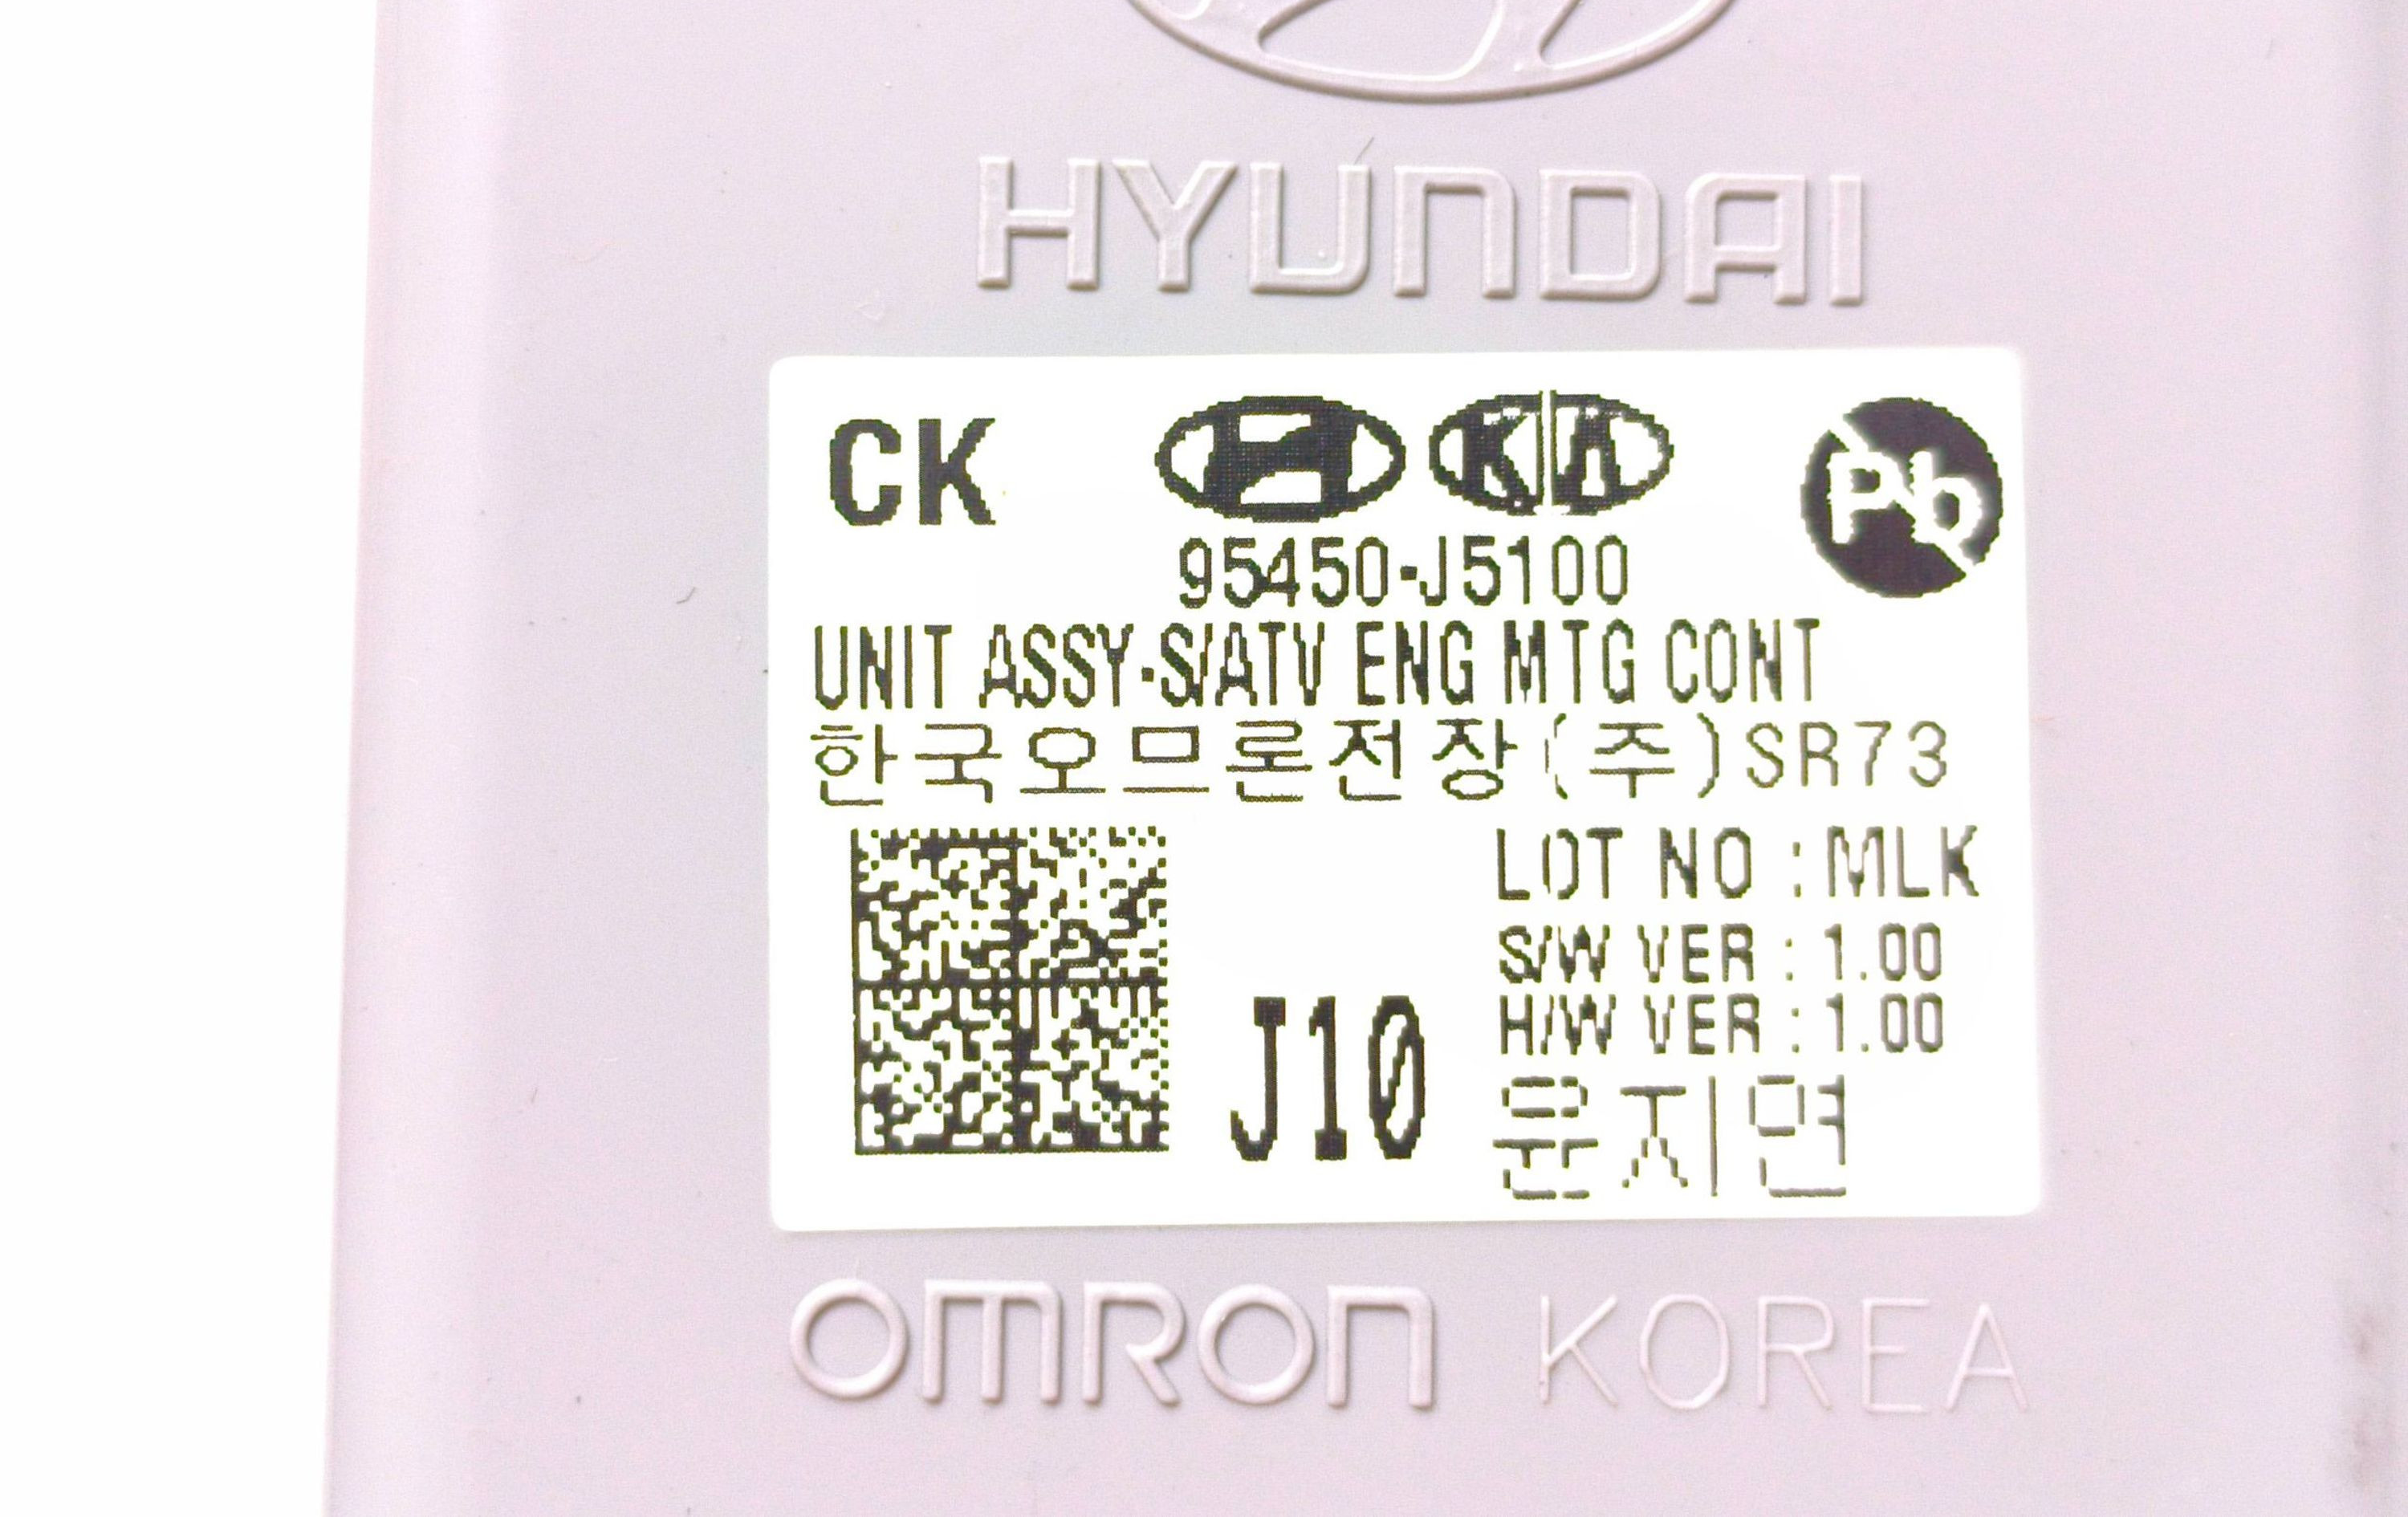 HYUNDAI
CK
KIA
Pb
95450-J5100
UNIT ASSY-S/ATV ENG MTG CONT
한국오므론전장(주)SR73
LOT NO : MLK
S/W VER : 1.00
H/W VER : 1.00
J10
윤지연
OMRON KOREA